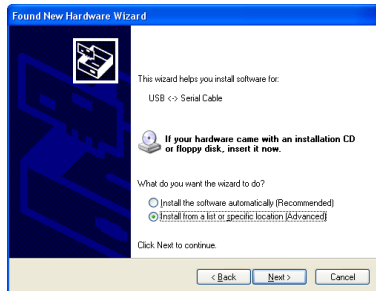 Found New Hardware Wizard
This wizard helps you install software for:
USB <-> Serial Cable
If your hardware came with an installation CD
or floppy disk, insert it now.
What do you want the wizard to do?
Install the software automatically (Recommended)
Install from a list or specific location (Advanced)
Click Next to continue.
< Back Next > Cancel